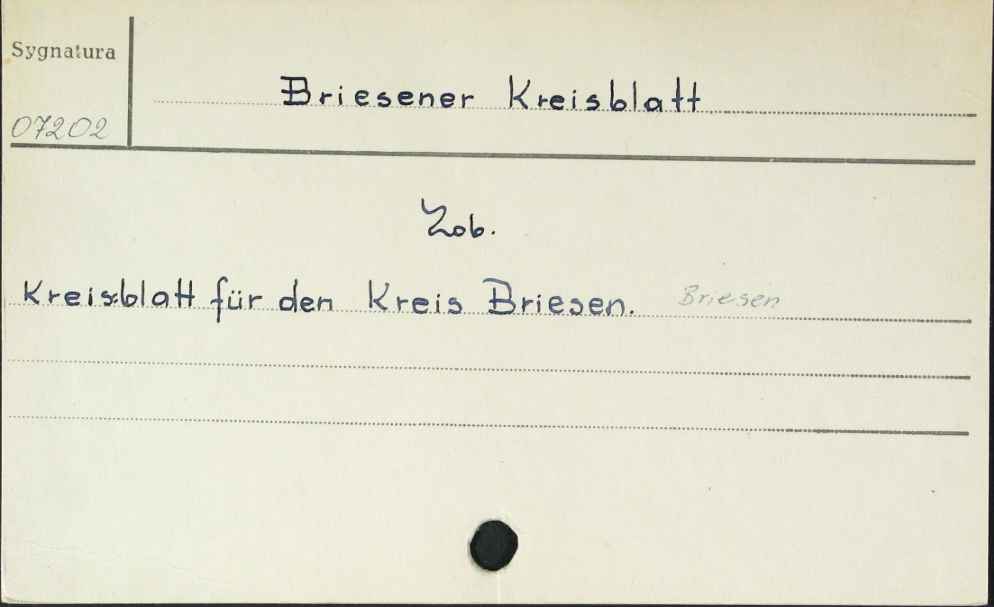 Sygnatura
Briesener Kreisblatt
07202
Zob.
Kreisblatt für den Kreis Briesen. Briesen